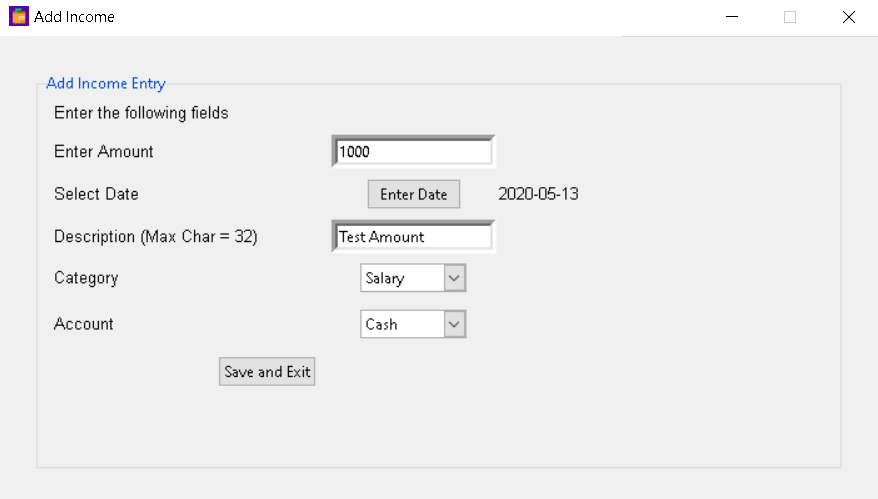 Add Income
Add Income Entry
Enter the following fields
Enter Amount 1000
Select Date Enter Date 2020-05-13
Description (Max Char = 32) Test Amount
Category Salary
Account Cash
Save and Exit